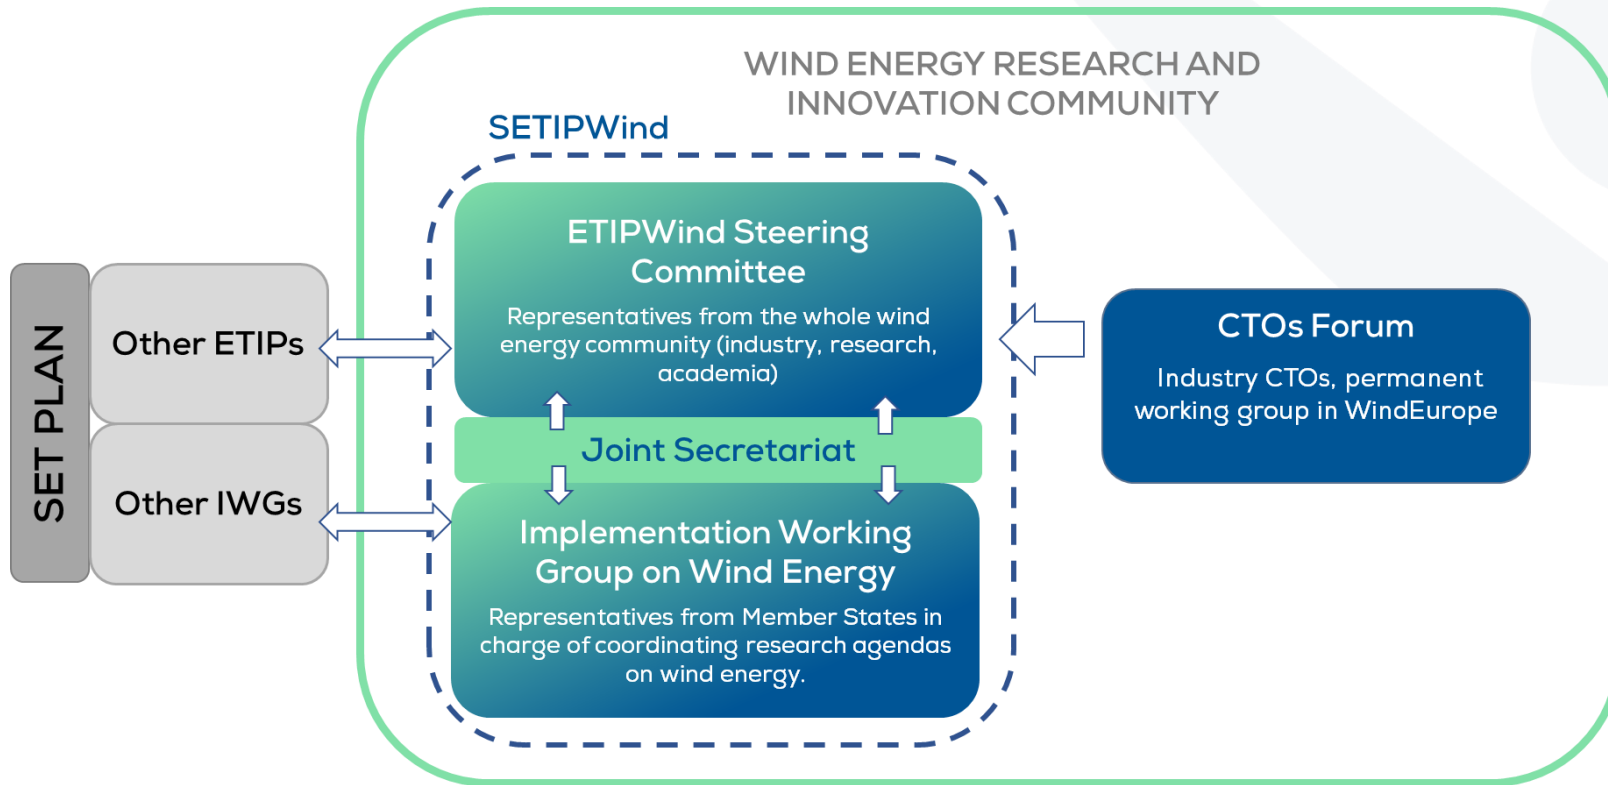 WIND ENERGY RESEARCH AND
INNOVATION COMMUNITY
SETIPWind
ETIPWind Steering
Committee
Representatives from the whole wind
energy community (industry, research,
academia)
Joint Secretariat
Implementation Working
Group on Wind Energy
Representatives from Member States in
charge of coordinating research agendas
on wind energy.
SET PLAN
Other ETIPs
Other IWGs
CTOs Forum
Industry CTOs, permanent
working group in WindEurope